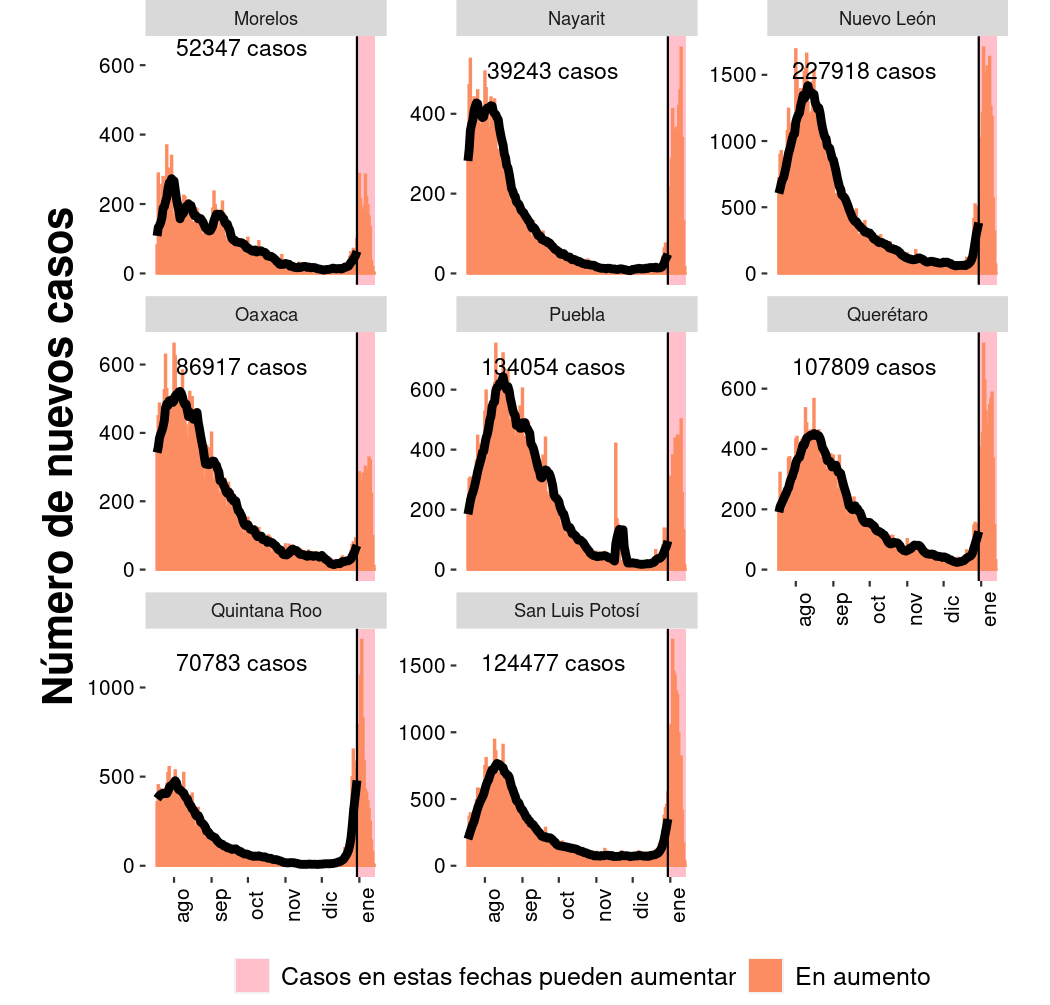 Número de nuevos casos
Morelos
52347 casos
600
400
200
0
Nayarit
39243 casos
400
200
0
Nuevo León
227918 casos
1500
1000
500
0
Oaxaca
86917 casos
600
400
200
0
Puebla
134054 casos
600
400
200
0
Querétaro
107809 casos
600
400
200
0
ago sep oct nov dic ene
Quintana Roo
70783 casos
1000
500
0
ago sep oct nov dic ene
San Luis Potosí
124477 casos
1500
1000
500
0
ago sep oct nov dic ene
Casos en estas fechas pueden aumentar En aumento